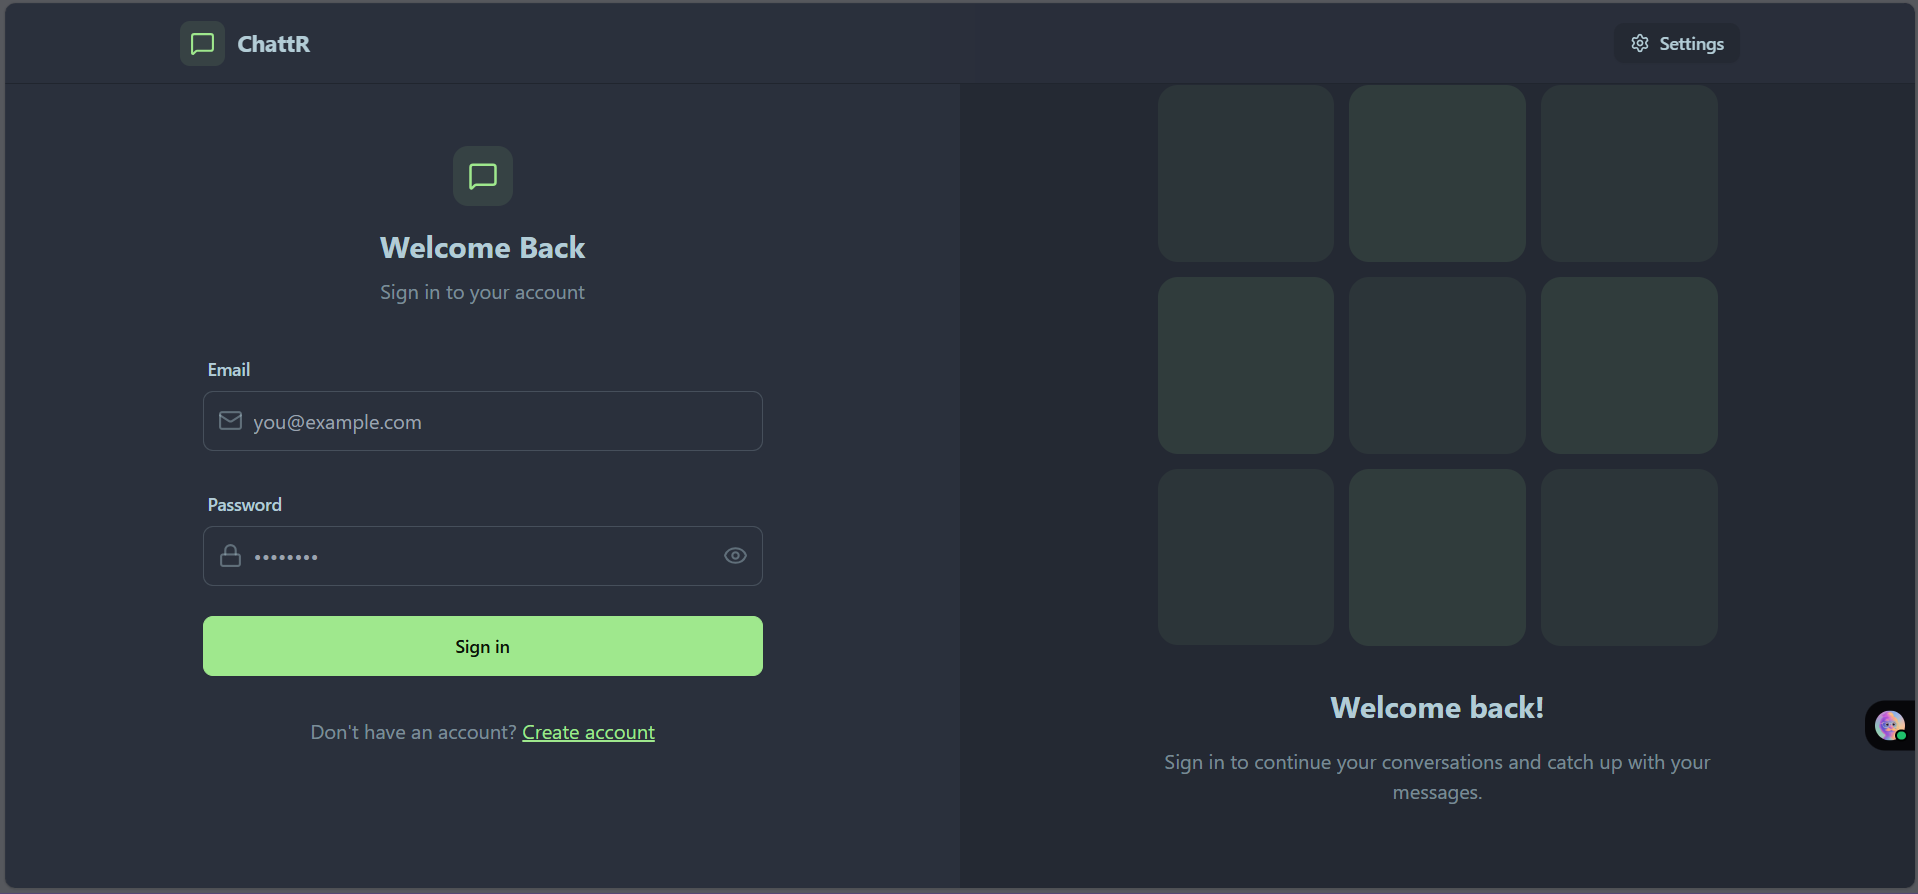 ChattR
Settings
Welcome Back
Sign in to your account
Email
you@example.com
Password
••••••••
Sign in
Don't have an account? Create account
Welcome back!
Sign in to continue your conversations and catch up with your
messages.